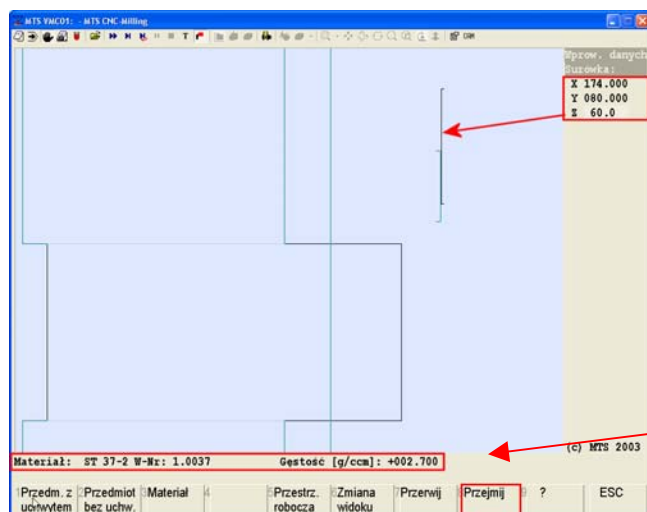 MTS VMC01: - MTS CNC-Milling
Wprow. danych
Surówka:
X 174.000
Y 080.000
Z 60.0
(c) MTS 2003
Materiał: ST 37-2 W-Nr: 1.0037 Gęstość [g/ccm]: +002.700
1 Przedm. z uchwytem
2 Przedmiot bez uchw.
3 Materiał
4
5 Przestrz. robocza
6 Zmiana widoku
7 Przerwij
8 Przejmij
9 ?
ESC